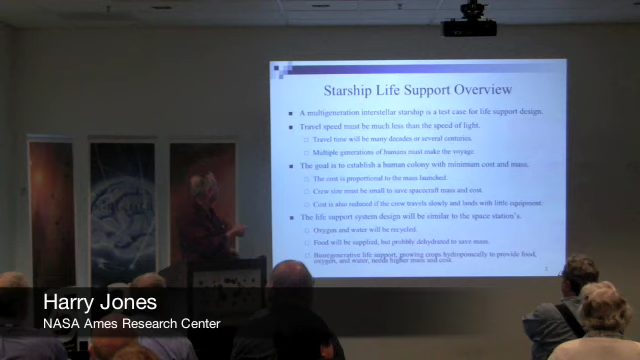 Starship Life Support Overview
A multigeneration interstellar starship is a test case for life support design.
Travel speed must be much less than the speed of light.
Travel time will be many decades or several centuries.
Multiple generations of humans must make the voyage.
The goal is to establish a human colony with minimum cost and mass.
The cost is proportional to the mass launched.
Crew size must be small to save spacecraft mass and cost.
Cost is also reduced if the crew travels slowly and lands with little equipment.
The life support system design will be similar to the space station's.
Oxygen and water will be recycled.
Food will be supplied, but probably dehydrated to save mass.
Bioregenerative life support, growing crops hydroponically to provide food,
oxygen, and water, needs higher mass and cost
Harry Jones
NASA Ames Research Center